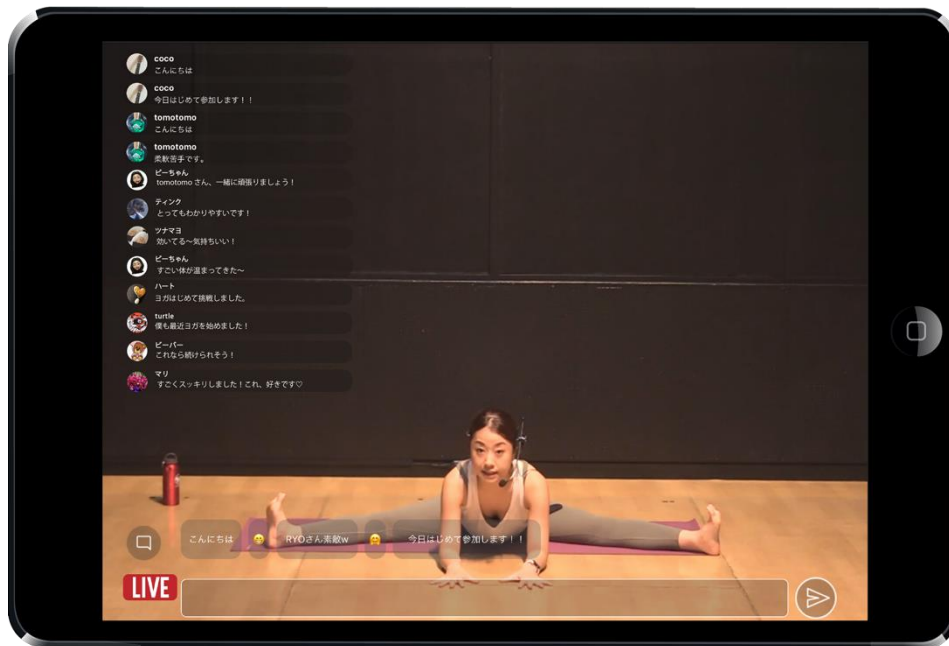 coco
こんにちは
coco
今日はじめて参加します！！
tomotomo
こんにちは
tomotomo
柔軟苦手です。
ピーちゃん
tomotomo さん、一緒に頑張りましょう！
ティンク
とってもわかりやすいです！
ツナマヨ
効いてる〜気持ちいい！
ピーちゃん
すごい体が温まってきた〜
ハート
ヨガはじめて挑戦しました。
turtle
僕も最近ヨガを始めました！
ビーバー
これなら続けられそう！
マリ
すごくスッキリしました！これ、好きです♡
こんにちは RYOさん素敵w 今日はじめて参加します！！
LIVE